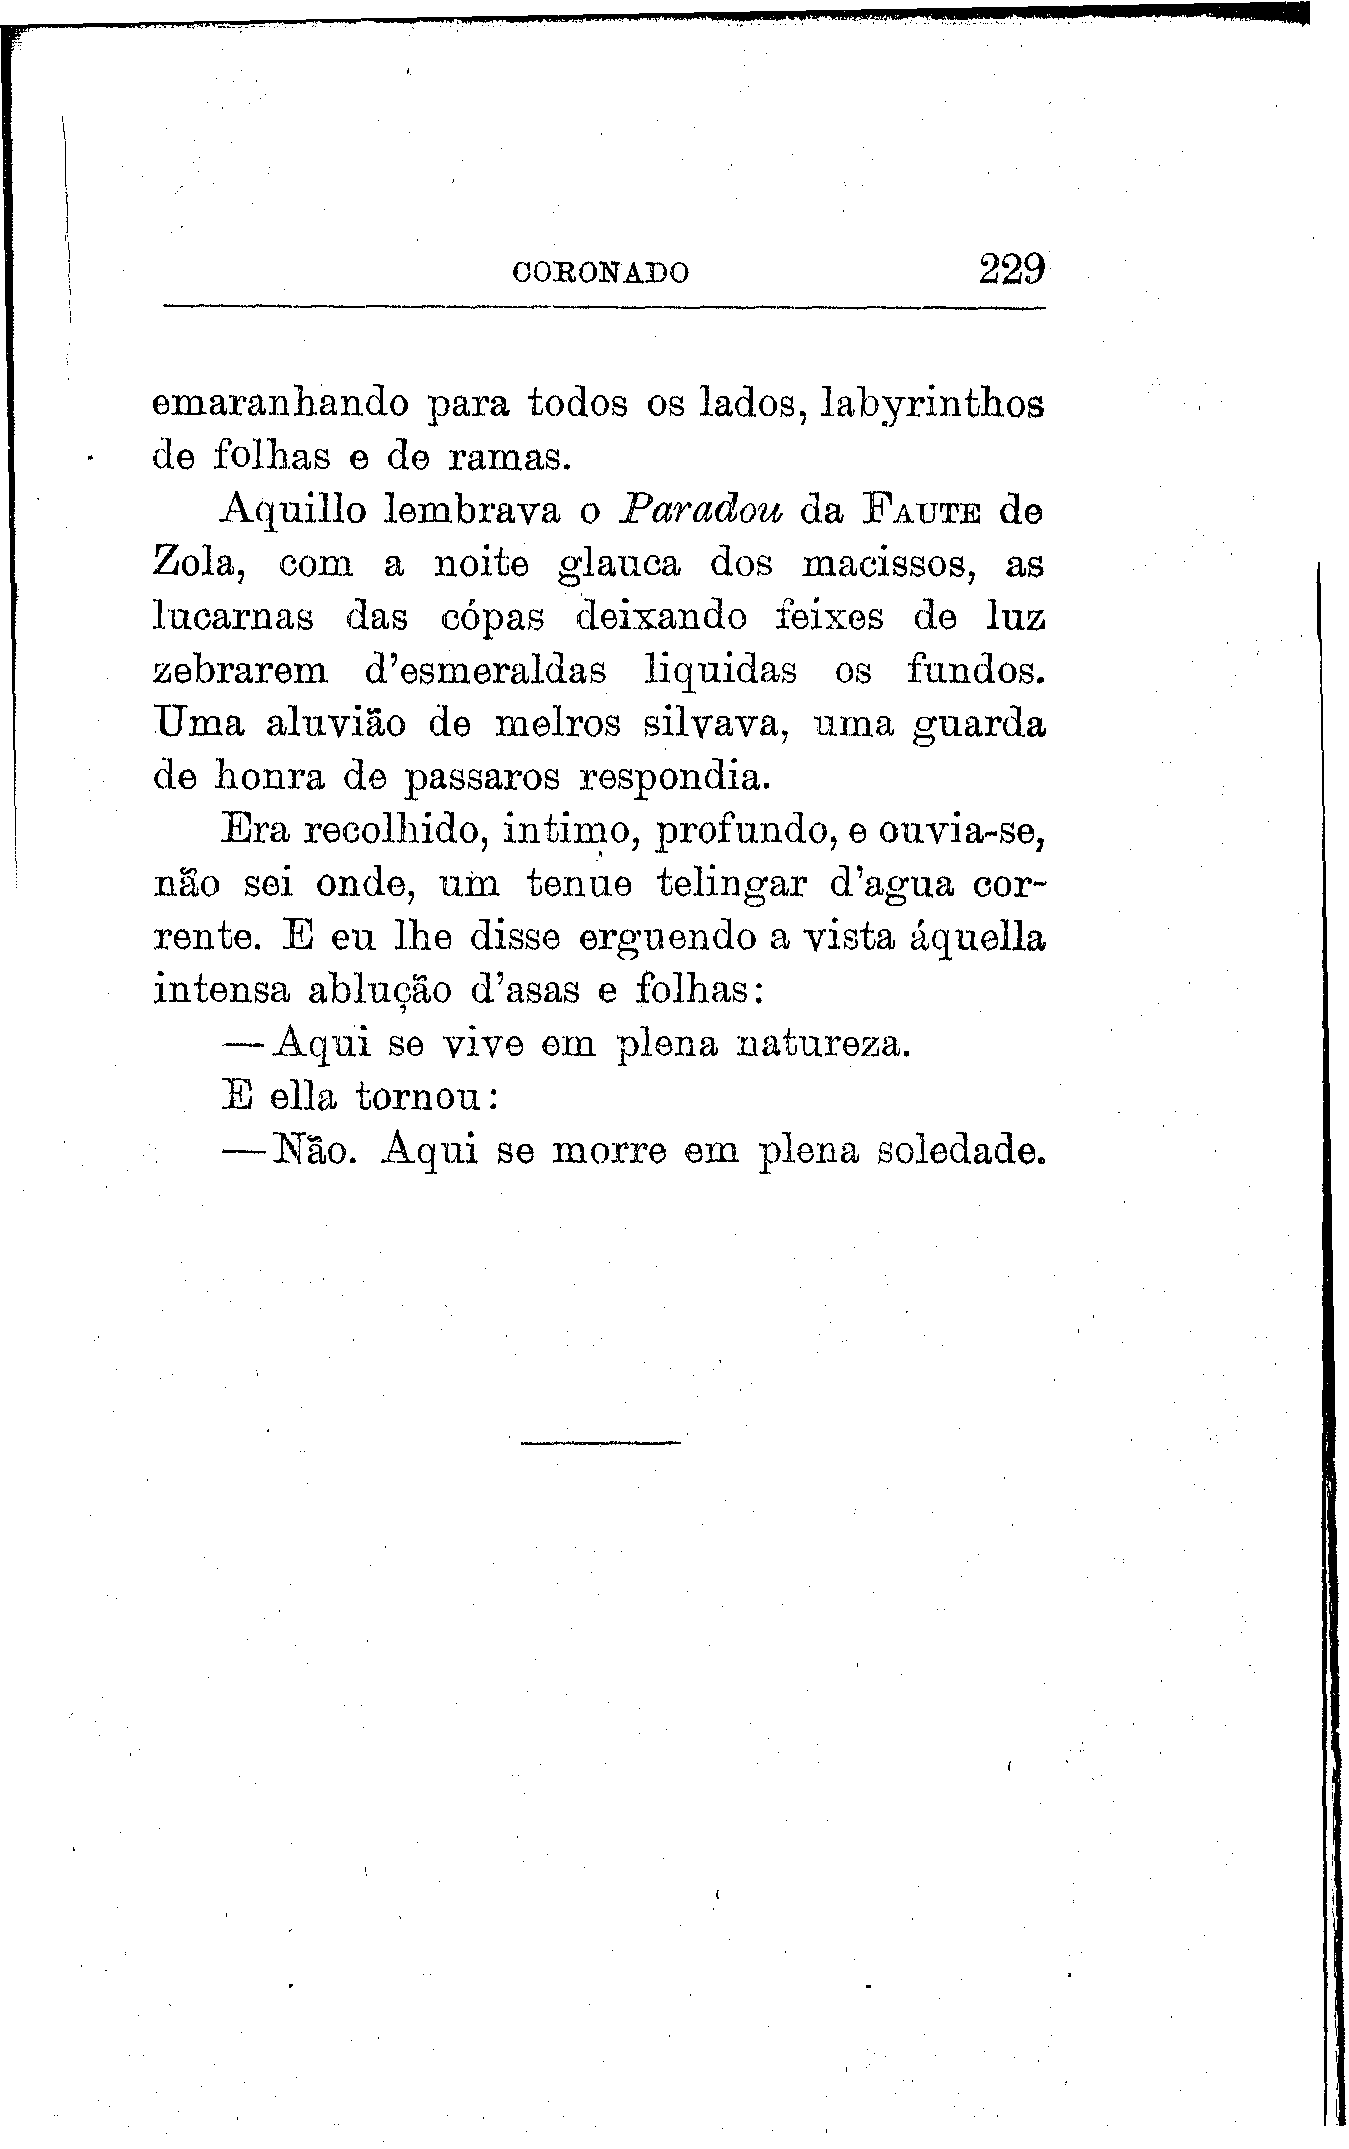 CORONADO 229
emaranhando para todos os lados, labyrinthos
de folhas e de ramas.
Aquillo lembrava o Paradou da FAUTE de
Zola, com a noite glauca dos macissos, as
lucarnas das cópas deixando feixes de luz
zebrarem d'esmeraldas liquidas os fundos.
Uma aluvião de melros silvava, uma guarda
de honra de passaros respondia.
Era recolhido, intimo, profundo, e ouvia-se,
não sei onde, um tenue telingar d'agua cor-
rente. E eu lhe disse erguendo a vista áquella
intensa ablução d'asas e folhas:
—Aqui se vive em plena natureza.
E ella tornou:
—Não. Aqui se morre em plena soledade.